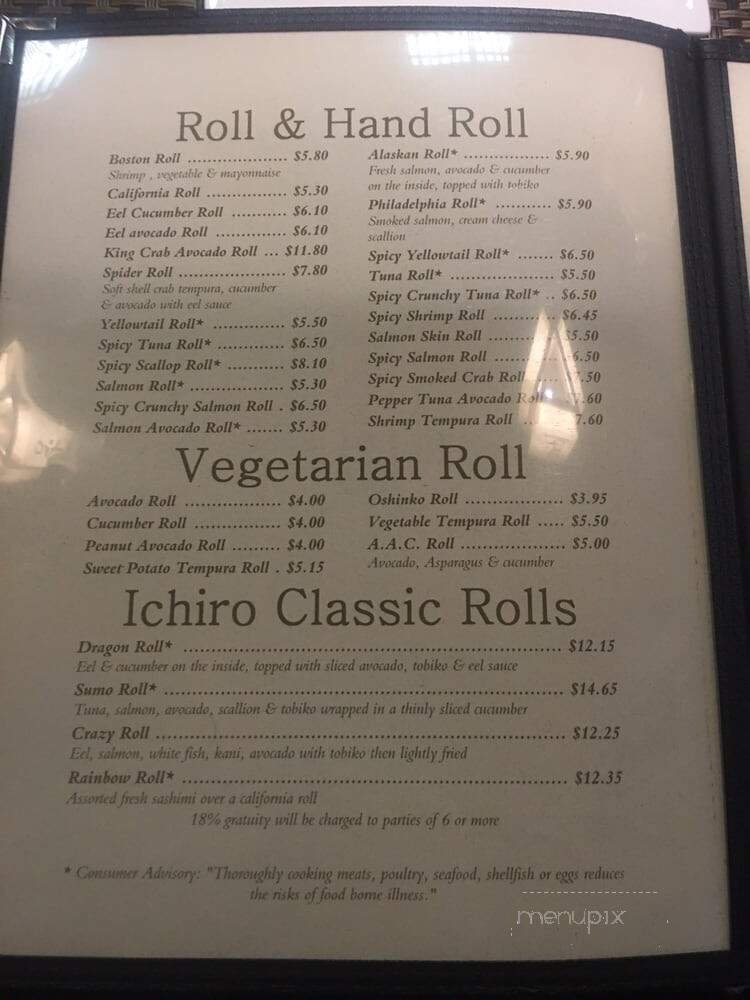 Roll & Hand Roll
Boston Roll ................... $5.80
Shrimp , vegetable & mayonnaise
California Roll .................... $5.30
Eel Cucumber Roll .......... $6.10
Eel avocado Roll ............. $6.10
King Crab Avocado Roll ... $11.80
Spider Roll ......................... $7.80
Soft shell crab tempura, cucumber
& avocado with eel sauce
Yellowtail Roll* .............. $5.50
Spicy Tuna Roll* ............. $6.50
Spicy Scallop Roll* ........... $8.10
Salmon Roll* .................. $5.30
Spicy Crunchy Salmon Roll . $6.50
Salmon Avocado Roll* ....... $5.30
Alaskan Roll* ................. $5.90
Fresh salmon, avocado & cucumber
on the inside, topped with tobiko
Philadelphia Roll* ........... $5.90
Smoked salmon, cream cheese &
scallion
Spicy Yellowtail Roll* ....... $6.50
Tuna Roll* .................... $5.50
Spicy Crunchy Tuna Roll* .. $6.50
Spicy Shrimp Roll ............ $6.45
Salmon Skin Roll ............ $5.50
Spicy Salmon Roll ........... 6.50
Spicy Smoked Crab Roll .... .50
Pepper Tuna Avocado Roll .. .60
Shrimp Tempura Roll ... 7.60
Vegetarian Roll
Avocado Roll .................. $4.00
Cucumber Roll ................ $4.00
Peanut Avocado Roll ......... $4.00
Sweet Potato Tempura Roll . $5.15
Oshinko Roll .................. $3.95
Vegetable Tempura Roll ..... $5.50
A.A.C. Roll .................... $5.00
Avocado, Asparagus & cucumber
Ichiro Classic Rolls
Dragon Roll* .................................................................. $12.15
Eel & cucumber on the inside, topped with sliced avocado, tobiko & eel sauce
Sumo Roll* ..................................................................... $14.65
Tuna, salmon, avocado, scallion & tobiko wrapped in a thinly sliced cucumber
Crazy Roll ...................................................................... $12.25
Eel, salmon, white fish, kani, avocado with tobiko then lightly fried
Rainbow Roll* .................................................................. $12.35
Assorted fresh sashimi over a california roll
18% gratuity will be charged to parties of 6 or more
* Consumer Advisory: "Thoroughly cooking meats, poultry, seafood, shellfish or eggs reduces
the risks of food borne illness."
menupix